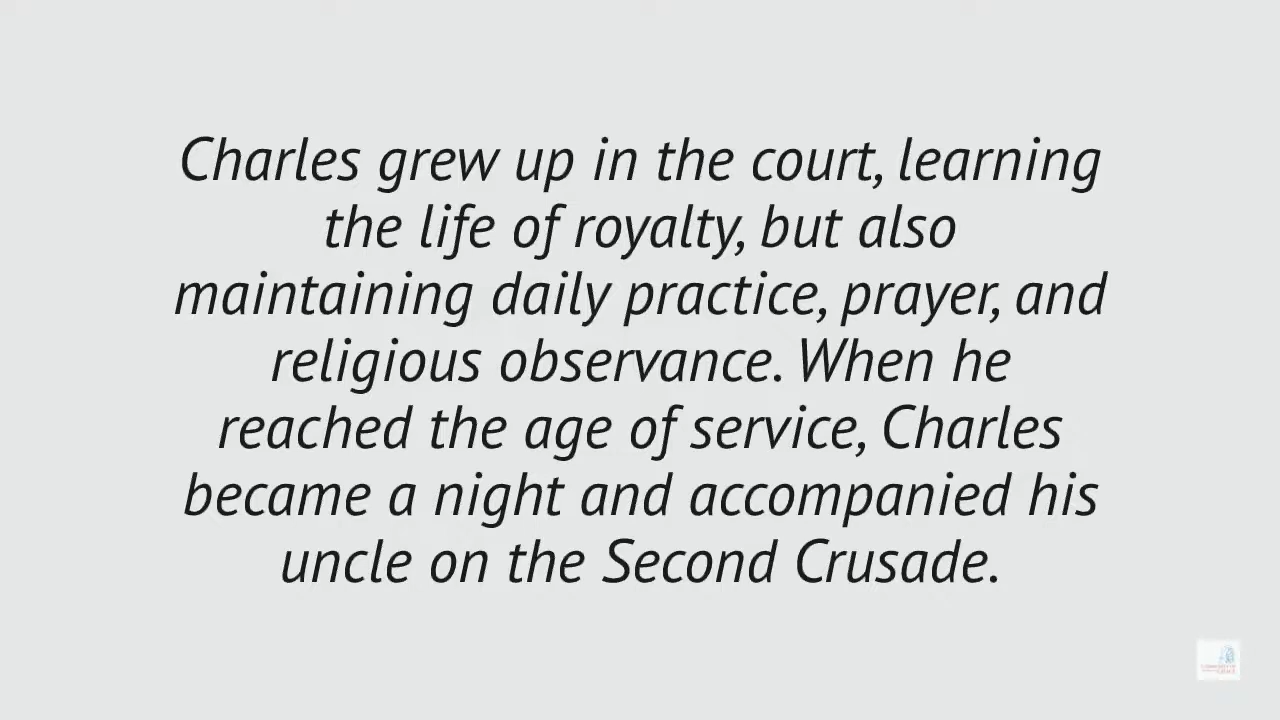 Charles grew up in the court, learning
the life of royalty, but also
maintaining daily practice, prayer, and
religious observance. When he
reached the age of service, Charles
became a night and accompanied his
uncle on the Second Crusade.